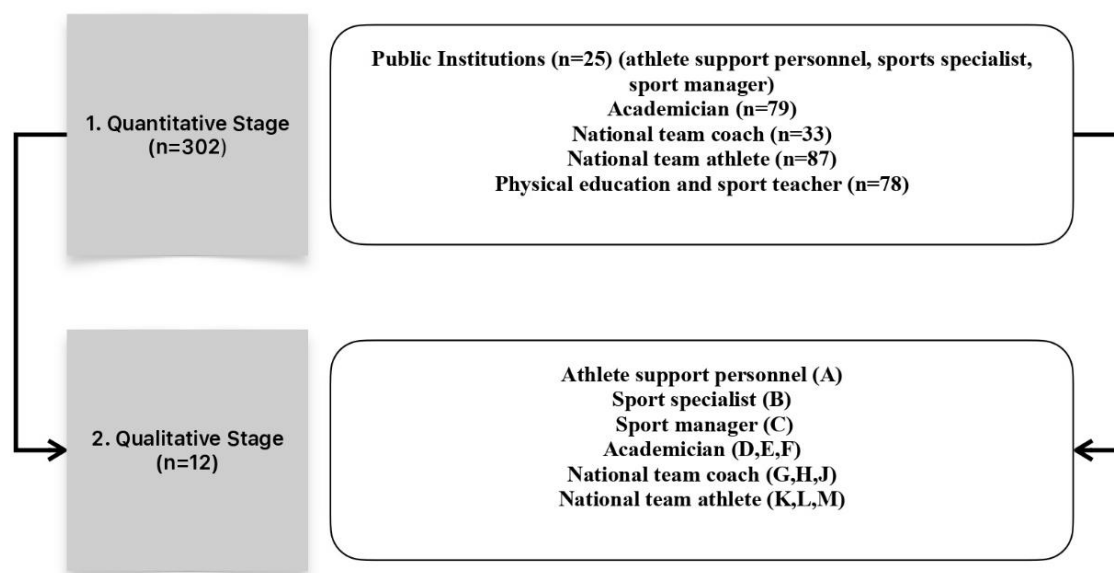 1. Quantitative Stage
(n=302)
Public Institutions (n=25) (athlete support personnel, sports specialist,
sport manager)
Academician (n=79)
National team coach (n=33)
National team athlete (n=87)
Physical education and sport teacher (n=78)
2. Qualitative Stage
(n=12)
Athlete support personnel (A)
Sport specialist (B)
Sport manager (C)
Academician (D,E,F)
National team coach (G,H,J)
National team athlete (K,L,M)